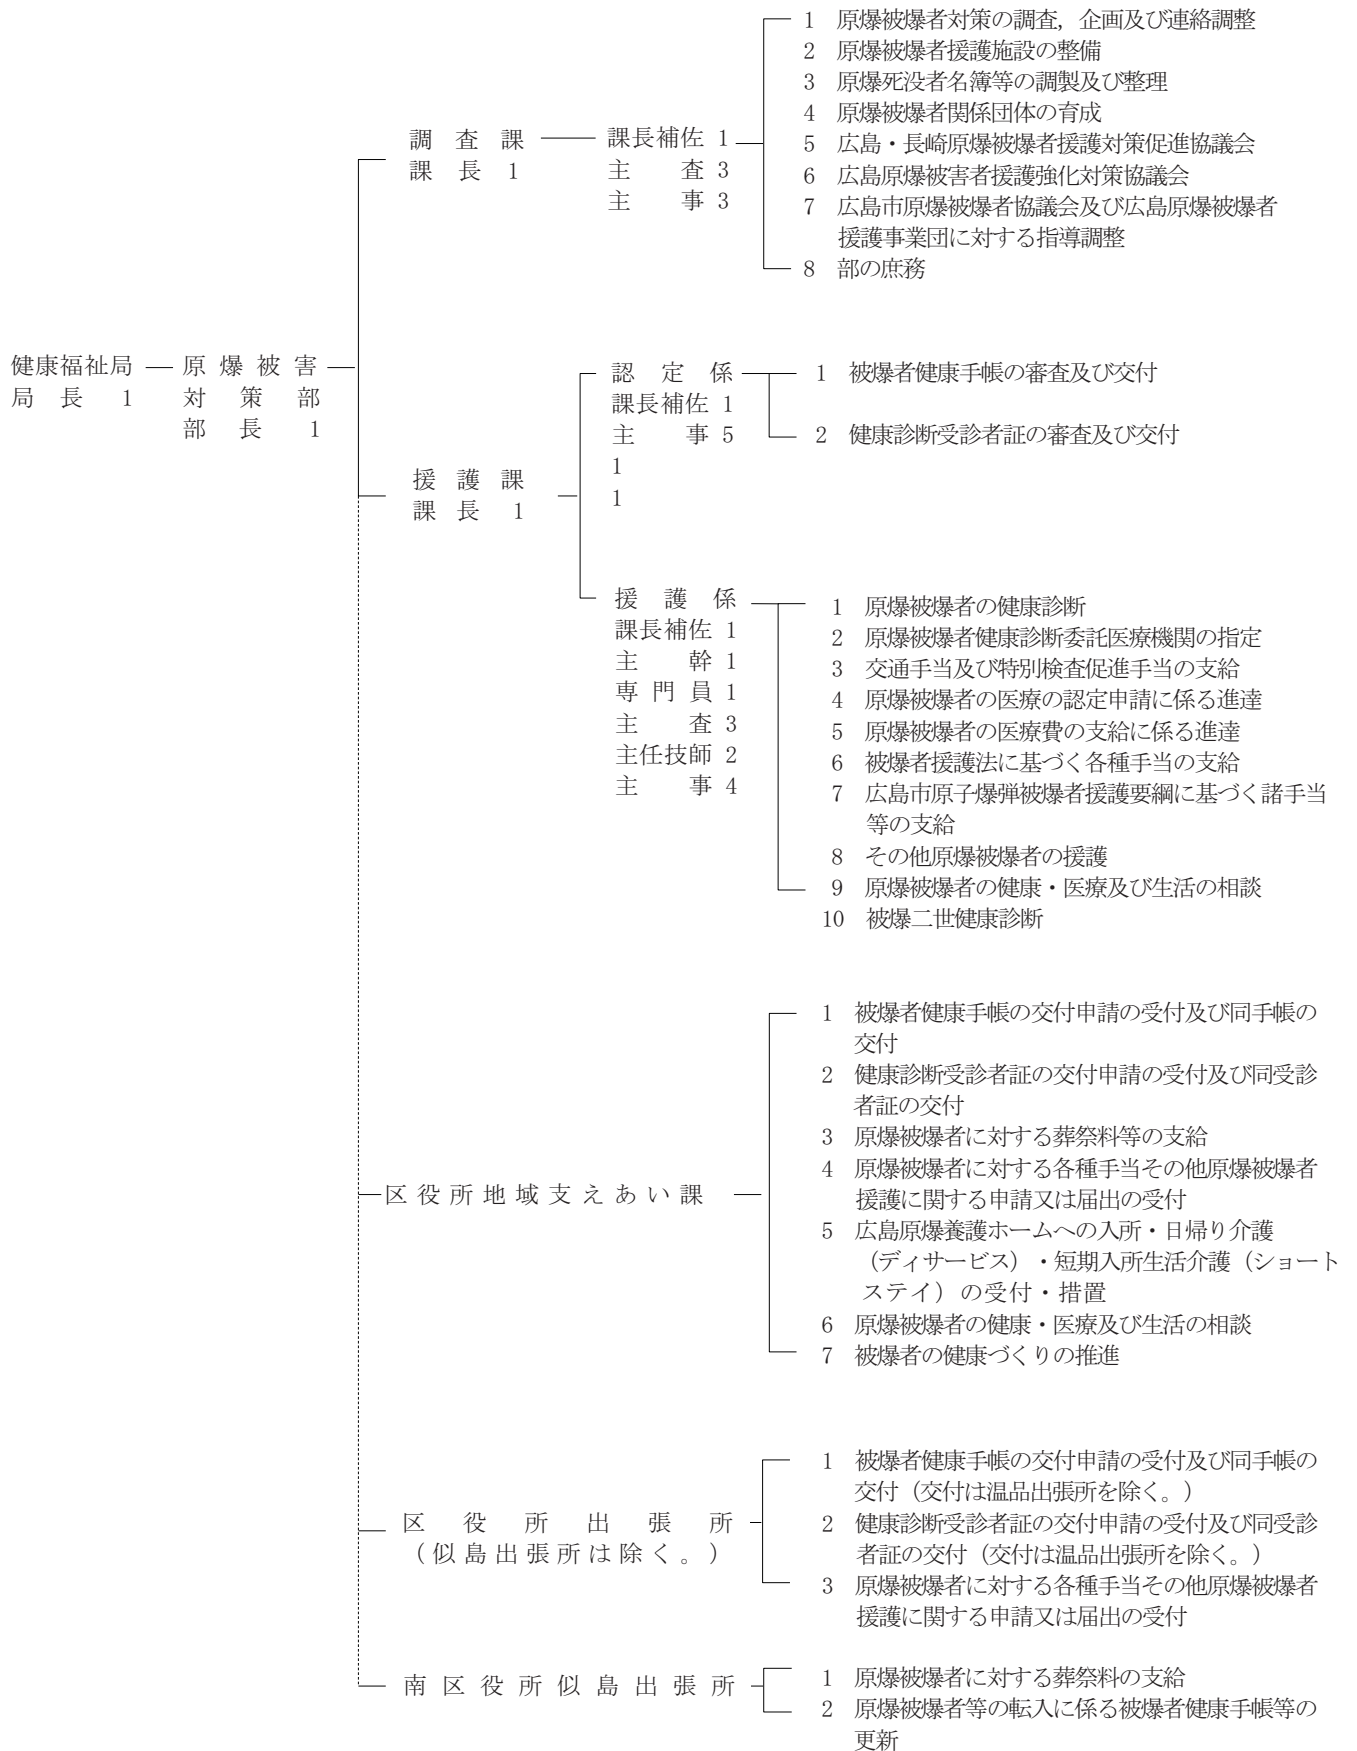 健康福祉局
局長 1
原爆被害
対策部
部長 1
調査課
課長 1
課長補佐 1
主査 3
主事 3
1 原爆被爆者対策の調査，企画及び連絡調整
2 原爆被爆者援護施設の整備
3 原爆死没者名簿等の調製及び整理
4 原爆被爆者関係団体の育成
5 広島・長崎原爆被爆者援護対策促進協議会
6 広島原爆被害者援護強化対策協議会
7 広島市原爆被爆者協議会及び広島原爆被爆者
援護事業団に対する指導調整
8 部の庶務
援護課
課長 1
認定係
課長補佐 1
主事 5
1
1
1 被爆者健康手帳の審査及び交付
2 健康診断受診者証の審査及び交付
援護係
課長補佐 1
主幹 1
専門員 1
主査 3
主任技師 2
主事 4
1 原爆被爆者の健康診断
2 原爆被爆者健康診断委託医療機関の指定
3 交通手当及び特別検査促進手当の支給
4 原爆被爆者の医療の認定申請に係る進達
5 原爆被爆者の医療費の支給に係る進達
6 被爆者援護法に基づく各種手当の支給
7 広島市原子爆弾被爆者援護要綱に基づく諸手当
等の支給
8 その他原爆被爆者の援護
9 原爆被爆者の健康・医療及び生活の相談
10 被爆二世健康診断
区役所地域支えあい課
1 被爆者健康手帳の交付申請の受付及び同手帳の
交付
2 健康診断受診者証の交付申請の受付及び同受診
者証の交付
3 原爆被爆者に対する葬祭料等の支給
4 原爆被爆者に対する各種手当その他原爆被爆者
援護に関する申請又は届出の受付
5 広島原爆養護ホームへの入所・日帰り介護
（ディサービス）・短期入所生活介護（ショート
ステイ）の受付・措置
6 原爆被爆者の健康・医療及び生活の相談
7 被爆者の健康づくりの推進
区役所出張所
（似島出張所は除く。）
1 被爆者健康手帳の交付申請の受付及び同手帳の
交付（交付は温品出張所を除く。）
2 健康診断受診者証の交付申請の受付及び同受診
者証の交付（交付は温品出張所を除く。）
3 原爆被爆者に対する各種手当その他原爆被爆者
援護に関する申請又は届出の受付
南区役所似島出張所
1 原爆被爆者に対する葬祭料の支給
2 原爆被爆者等の転入に係る被爆者健康手帳等の
更新